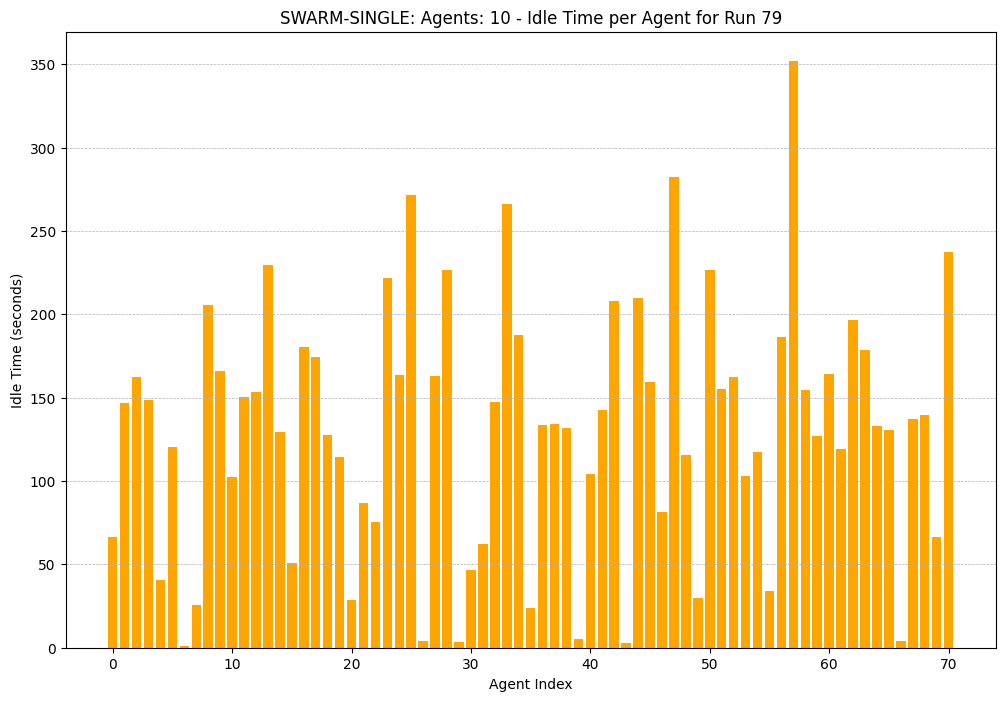 SWARM-SINGLE: Agents: 10 - Idle Time per Agent for Run 79
350
300
250
200
150
100
50
0
Idle Time (seconds)
0 10 20 30 40 50 60 70
Agent Index